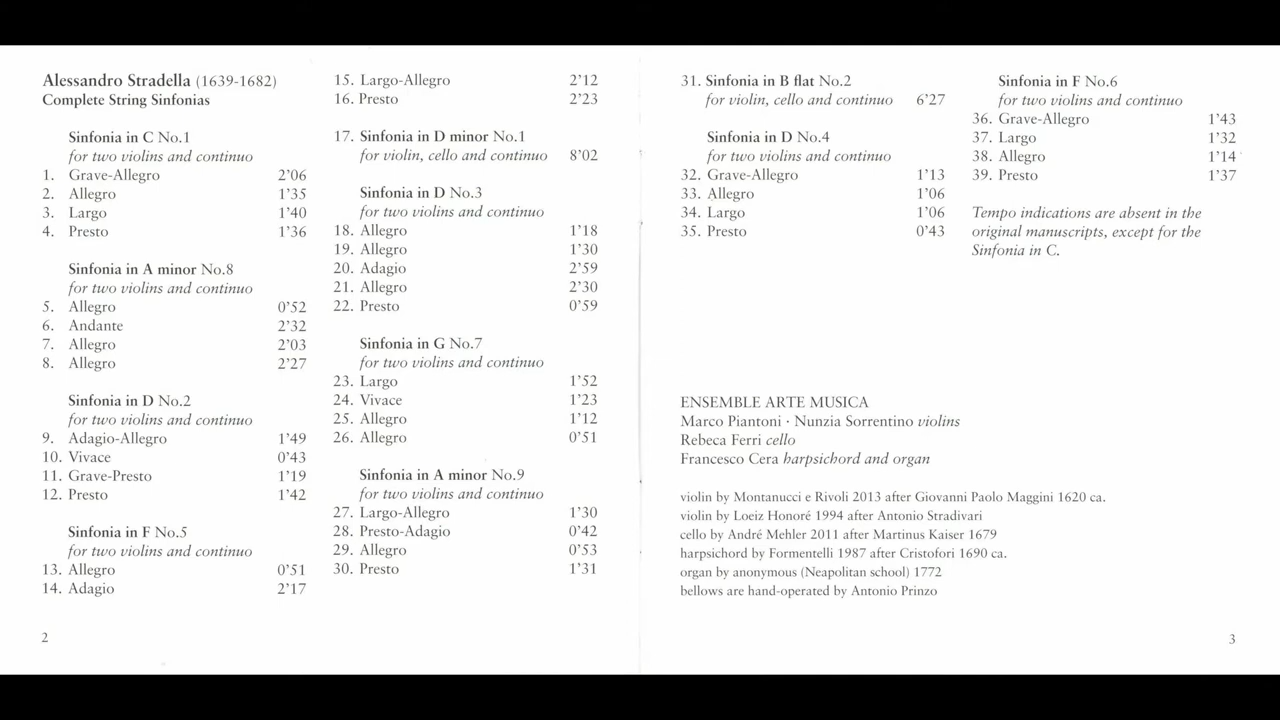 Alessandro Stradella (1639-1682)
Complete String Sinfonias
Sinfonia in C No.1
for two violins and continuo
1. Grave-Allegro 2'06
2. Allegro 1'35
3. Largo 1'40
4. Presto 1'36
Sinfonia in A minor No.8
for two violins and continuo
5. Allegro 0'52
6. Andante 2'32
7. Allegro 2'03
8. Allegro 2'27
Sinfonia in D No.2
for two violins and continuo
9. Adagio-Allegro 1'49
10. Vivace 0'43
11. Grave-Presto 1'19
12. Presto 1'42
Sinfonia in F No.5
for two violins and continuo
13. Allegro 0'51
14. Adagio 2'17
15. Largo-Allegro 2'12
16. Presto 2'23
17. Sinfonia in D minor No.1
for violin, cello and continuo 8'02
Sinfonia in D No.3
for two violins and continuo
18. Allegro 1'18
19. Allegro 1'30
20. Adagio 2'59
21. Allegro 2'30
22. Presto 0'59
Sinfonia in G No.7
for two violins and continuo
23. Largo 1'52
24. Vivace 1'23
25. Allegro 1'12
26. Allegro 0'51
Sinfonia in A minor No.9
for two violins and continuo
27. Largo-Allegro 1'30
28. Presto-Adagio 0'42
29. Allegro 0'53
30. Presto 1'31
2
31. Sinfonia in B flat No.2
for violin, cello and continuo 6'27
Sinfonia in D No.4
for two violins and continuo
32. Grave-Allegro 1'13
33. Allegro 1'06
34. Largo 1'06
35. Presto 0'43
Sinfonia in F No.6
for two violins and continuo
36. Grave-Allegro 1'43
37. Largo 1'32
38. Allegro 1'14
39. Presto 1'37
Tempo indications are absent in the
original manuscripts, except for the
Sinfonia in C.
ENSEMBLE ARTE MUSICA
Marco Piantoni · Nunzia Sorrentino violins
Rebeca Ferri cello
Francesco Cera harpsichord and organ
violin by Montanucci e Rivoli 2013 after Giovanni Paolo Maggini 1620 ca.
violin by Loeiz Honoré 1994 after Antonio Stradivari
cello by André Mehler 2011 after Martinus Kaiser 1679
harpsichord by Formentelli 1987 after Cristofori 1690 ca.
organ by anonymous (Neapolitan school) 1772
bellows are hand-operated by Antonio Prinzo
3